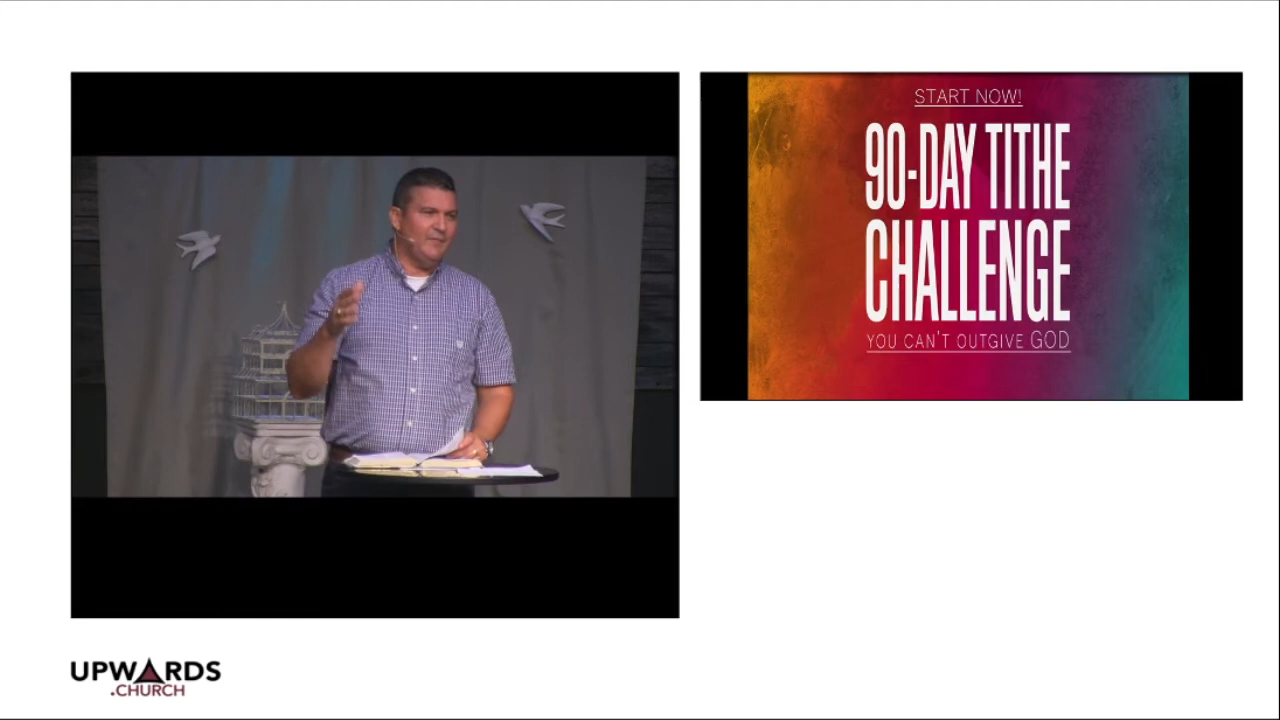 START NOW!
90-DAY TITHE
CHALLENGE
YOU CAN'T OUTGIVE GOD
UPWARDS
.CHURCH